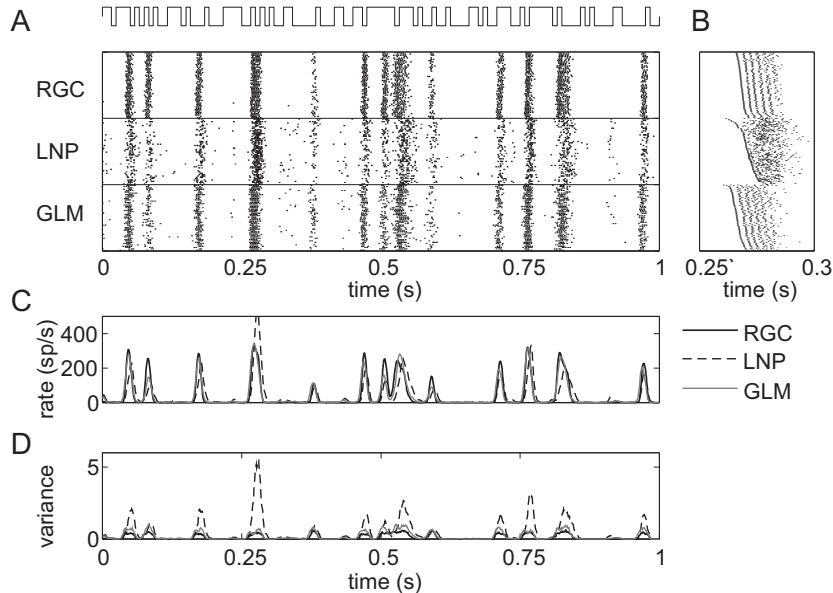 A
B
RGC
LNP
GLM
0 0.25 0.5 0.75 1
time (s)
0.25` 0.3
time (s)
C
rate (sp/s)
400
200
0
RGC
LNP
GLM
D
variance
5
0
0 0.25 0.5 0.75 1
time (s)